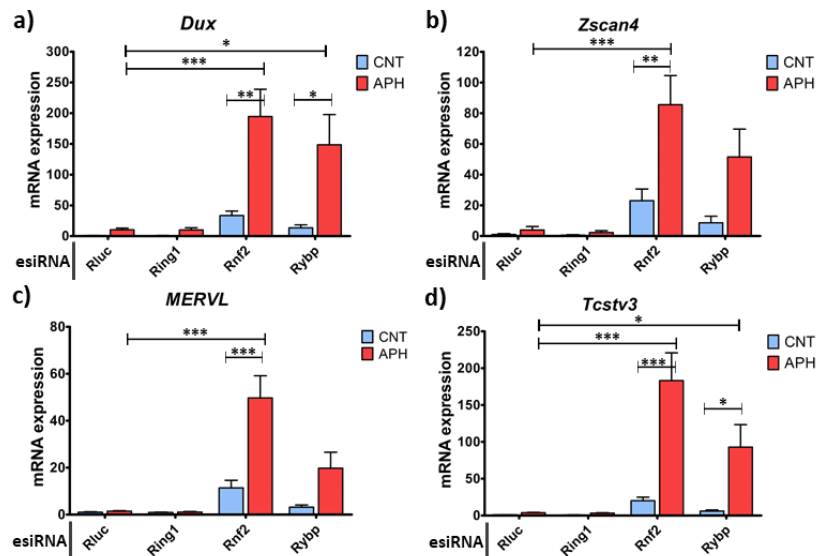 a)
Dux
mRNA expression
300
250
200
150
100
50
0
*
***
**
*
CNT
APH
esiRNA
Rluc
Ring1
Rnf2
Rybp
b)
Zscan4
mRNA expression
120
100
80
60
40
20
0
***
**
CNT
APH
esiRNA
Rluc
Ring1
Rnf2
Rybp
c)
MERVL
mRNA expression
80
60
40
20
0
***
***
CNT
APH
esiRNA
Rluc
Ring1
Rnf2
Rybp
d)
Tcstv3
mRNA expression
250
200
150
100
50
0
*
***
***
*
CNT
APH
esiRNA
Rluc
Ring1
Rnf2
Rybp